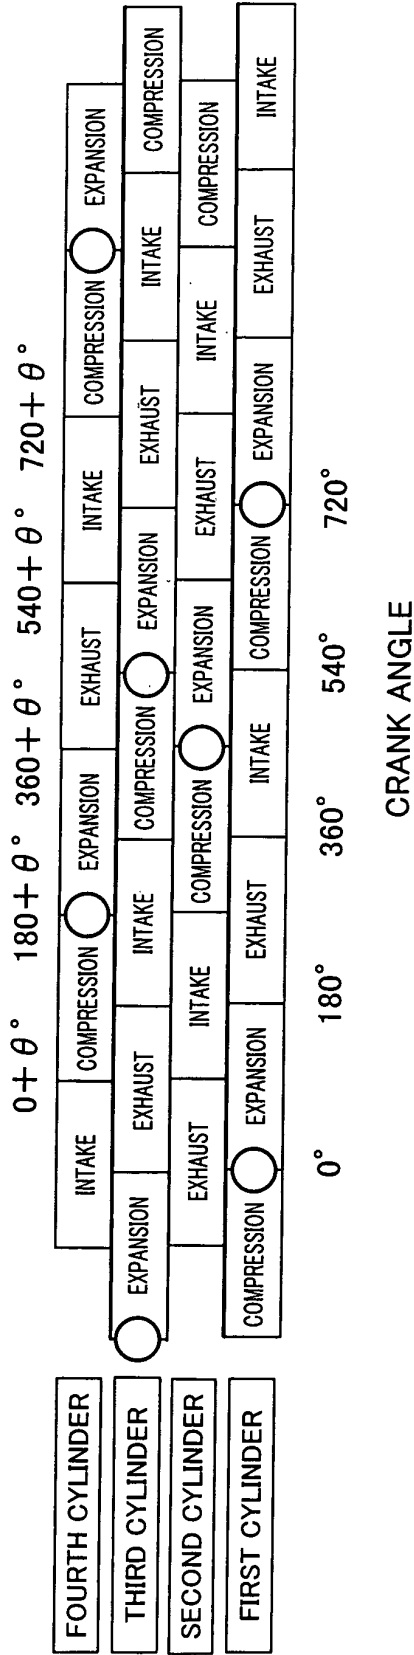 0+θ° 180+θ° 360+θ° 540+θ° 720+θ°
FOURTH CYLINDER INTAKE COMPRESSION EXPANSION EXHAUST INTAKE COMPRESSION EXPANSION
THIRD CYLINDER EXPANSION EXHAUST INTAKE COMPRESSION EXPANSION EXHAUST INTAKE COMPRESSION
SECOND CYLINDER EXHAUST INTAKE COMPRESSION EXPANSION EXHAUST INTAKE COMPRESSION
FIRST CYLINDER COMPRESSION EXPANSION EXHAUST INTAKE COMPRESSION EXPANSION EXHAUST INTAKE
0° 180° 360° 540° 720°
CRANK ANGLE